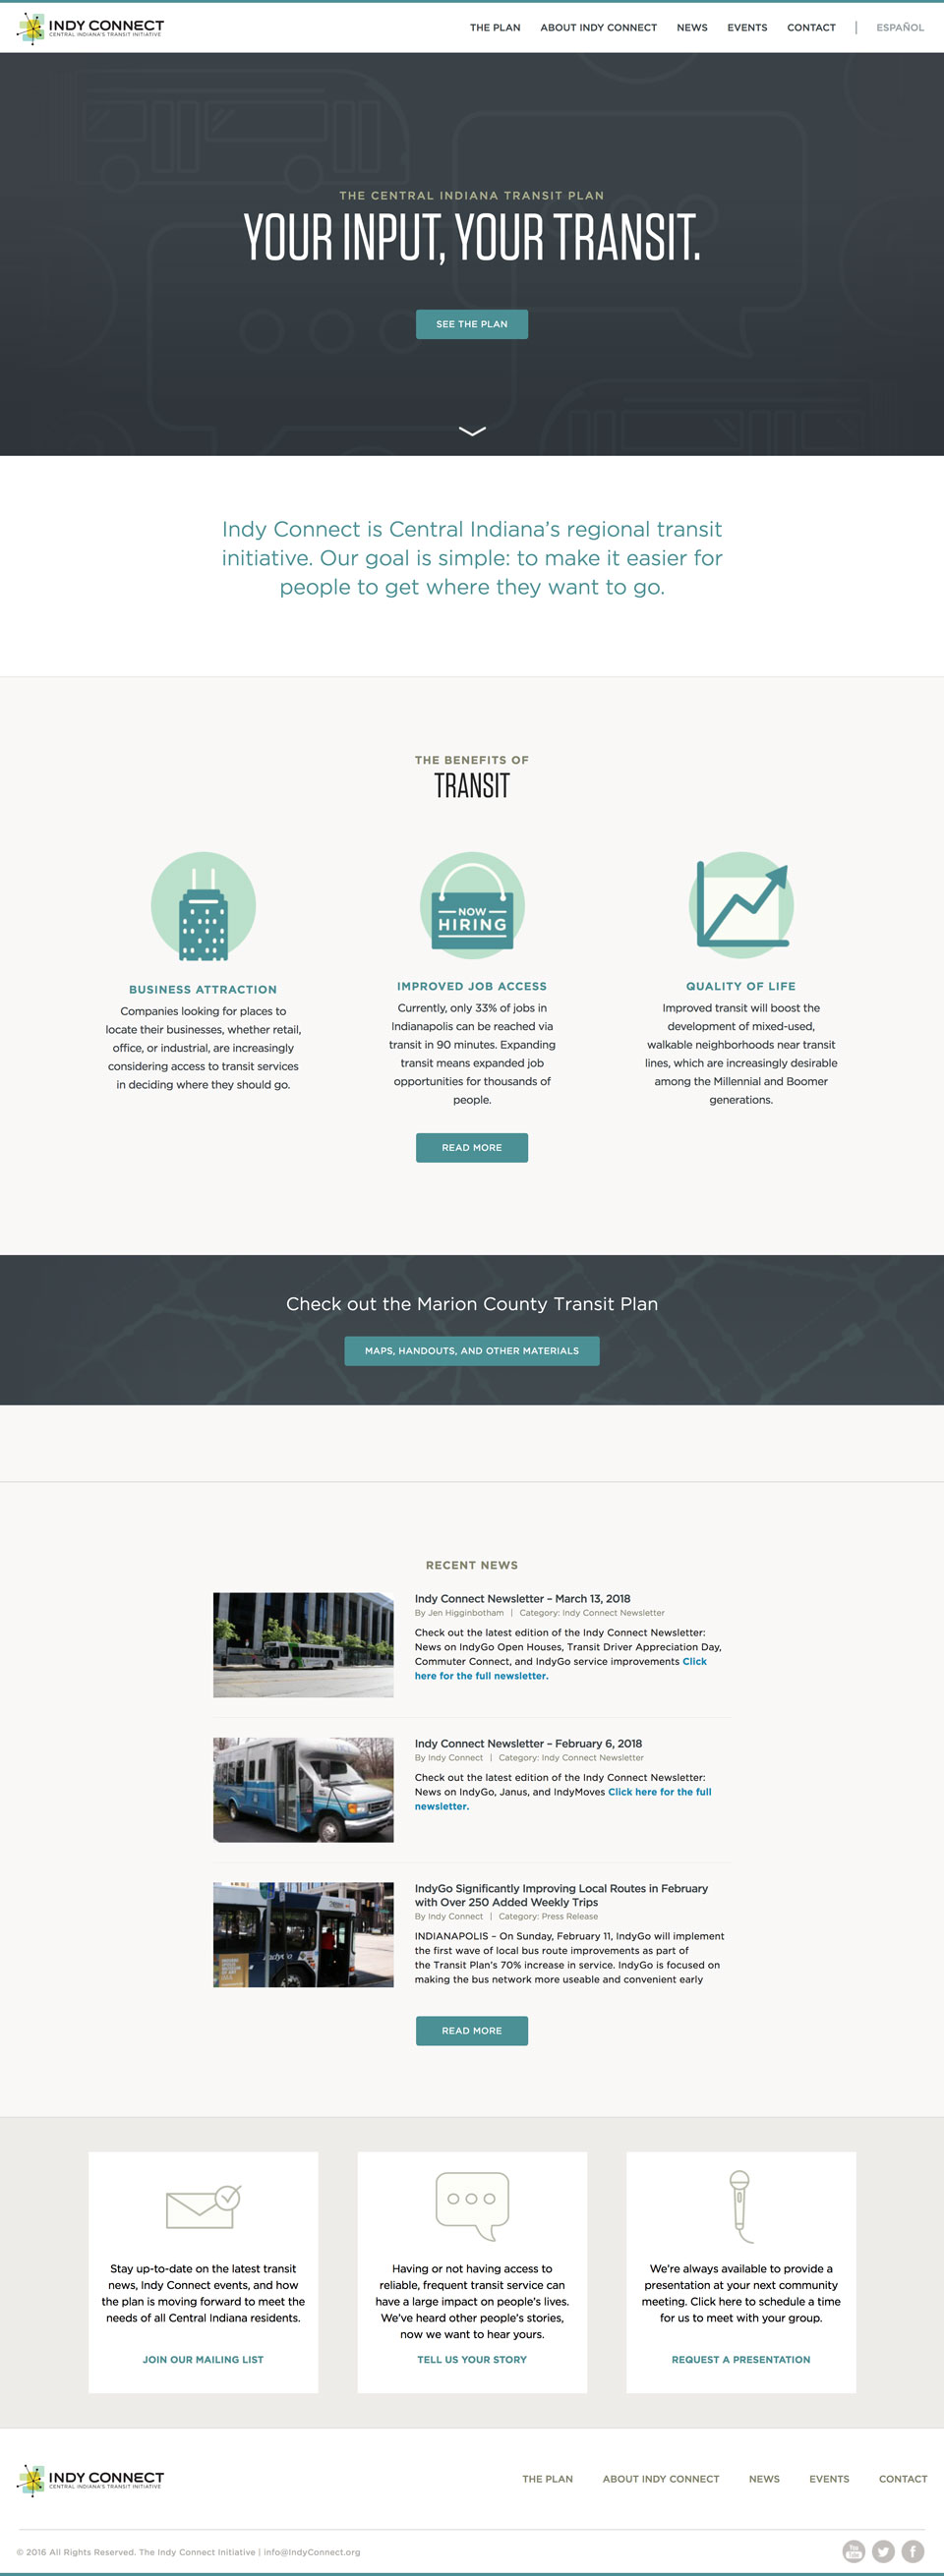 INDY CONNECT
CENTRAL INDIANA'S TRANSIT INITIATIVE
THE PLAN
ABOUT INDY CONNECT
NEWS
EVENTS
CONTACT
|
ESPAÑOL
THE CENTRAL INDIANA TRANSIT PLAN
YOUR INPUT, YOUR TRANSIT.
SEE THE PLAN
Indy Connect is Central Indiana's regional transit
initiative. Our goal is simple: to make it easier for
people to get where they want to go.
THE BENEFITS OF
TRANSIT
BUSINESS ATTRACTION
Companies looking for places to
locate their businesses, whether retail,
office, or industrial, are increasingly
considering access to transit services
in deciding where they should go.
NOW
HIRING
IMPROVED JOB ACCESS
Currently, only 33% of jobs in
Indianapolis can be reached via
transit in 90 minutes. Expanding
transit means expanded job
opportunities for thousands of
people.
QUALITY OF LIFE
Improved transit will boost the
development of mixed-used,
walkable neighborhoods near transit
lines, which are increasingly desirable
among the Millennial and Boomer
generations.
READ MORE
Check out the Marion County Transit Plan
MAPS, HANDOUTS, AND OTHER MATERIALS
RECENT NEWS
Indy Connect Newsletter – March 13, 2018
By Jen Higginbotham | Category: Indy Connect Newsletter
Check out the latest edition of the Indy Connect Newsletter:
News on IndyGo Open Houses, Transit Driver Appreciation Day,
Commuter Connect, and IndyGo service improvements Click
here for the full newsletter.
Indy Connect Newsletter – February 6, 2018
By Indy Connect | Category: Indy Connect Newsletter
Check out the latest edition of the Indy Connect Newsletter:
News on IndyGo, Janus, and IndyMoves Click here for the full
newsletter.
IndyGo
IndyGo Significantly Improving Local Routes in February
with Over 250 Added Weekly Trips
By Indy Connect | Category: Press Release
INDIANAPOLIS – On Sunday, February 11, IndyGo will implement
the first wave of local bus route improvements as part of
the Transit Plan's 70% increase in service. IndyGo is focused on
making the bus network more useable and convenient early
READ MORE
Stay up-to-date on the latest transit
news, Indy Connect events, and how
the plan is moving forward to meet the
needs of all Central Indiana residents.
JOIN OUR MAILING LIST
Having or not having access to
reliable, frequent transit service can
have a large impact on people's lives.
We've heard other people's stories,
now we want to hear yours.
TELL US YOUR STORY
We're always available to provide a
presentation at your next community
meeting. Click here to schedule a time
for us to meet with your group.
REQUEST A PRESENTATION
INDY CONNECT
CENTRAL INDIANA'S TRANSIT INITIATIVE
THE PLAN
ABOUT INDY CONNECT
NEWS
EVENTS
CONTACT
© 2016 All Rights Reserved. The Indy Connect Initiative | info@IndyConnect.org
You
Tube